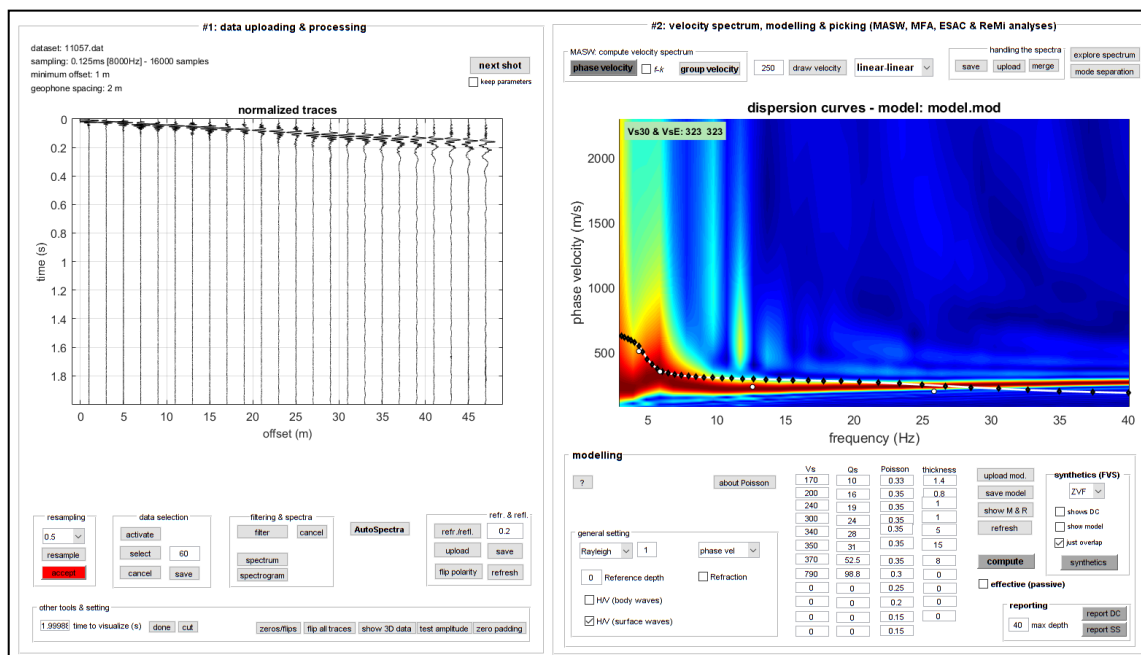 #1: data uploading & processing
dataset: 11057.dat
sampling: 0.125ms [8000Hz] - 16000 samples
minimum offset: 1 m
geophone spacing: 2 m
next shot
keep parameters
normalized traces
0
0.2
0.4
0.6
0.8
1
1.2
1.4
1.6
1.8
time (s)
0 5 10 15 20 25 30 35 40 45
offset (m)
resampling
0.5
resample
accept
data selection
activate
select 60
cancel save
filtering & spectra
filter cancel
spectrum
spectrogram
AutoSpectra
refr. & refl.
refr./refl. 0.2
upload save
flip polarity refresh
other tools & setting
1.9998 time to visualize (s) done cut
zeros/flips flip all traces show 3D data test amplitude zero padding
#2: velocity spectrum, modelling & picking (MASW, MFA, ESAC & ReMi analyses)
MASW: compute velocity spectrum
phase velocity f-k group velocity
250 draw velocity linear-linear
handling the spectra
save upload merge
explore spectrum
mode separation
dispersion curves - model: model.mod
Vs30 & VsE: 323 323
2000
1500
1000
500
phase velocity (m/s)
5 10 15 20 25 30 35 40
frequency (Hz)
modelling
?
about Poisson
general setting
Rayleigh 1 phase vel
0 Reference depth Refraction
H/V (body waves)
H/V (surface waves)
Vs Qs Poisson thickness
170 10 0.33 1.4
200 16 0.35 0.8
240 19 0.35 1
300 24 0.35 1
340 28 0.35 5
350 31 0.35 15
370 52.5 0.35 8
790 98.8 0.3 0
0 0 0.25 0
0 0 0.2 0
0 0 0.15 0
0 0 0.15
upload mod.
save model
show M & R
refresh
compute
synthetics (FVS)
ZVF
shows DC
show model
just overlap
synthetics
effective (passive)
reporting
40 max depth
report DC
report SS